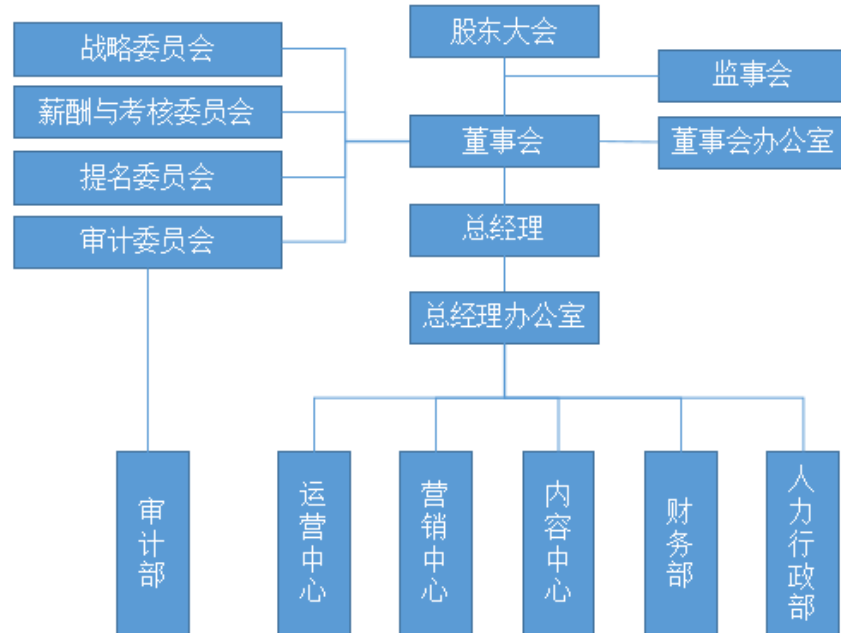 股东大会
战略委员会
监事会
薪酬与考核委员会
董事会
董事会办公室
提名委员会
总经理
审计委员会
总经理办公室
审计部
运营中心
营销中心
内容中心
财务部
人力行政部